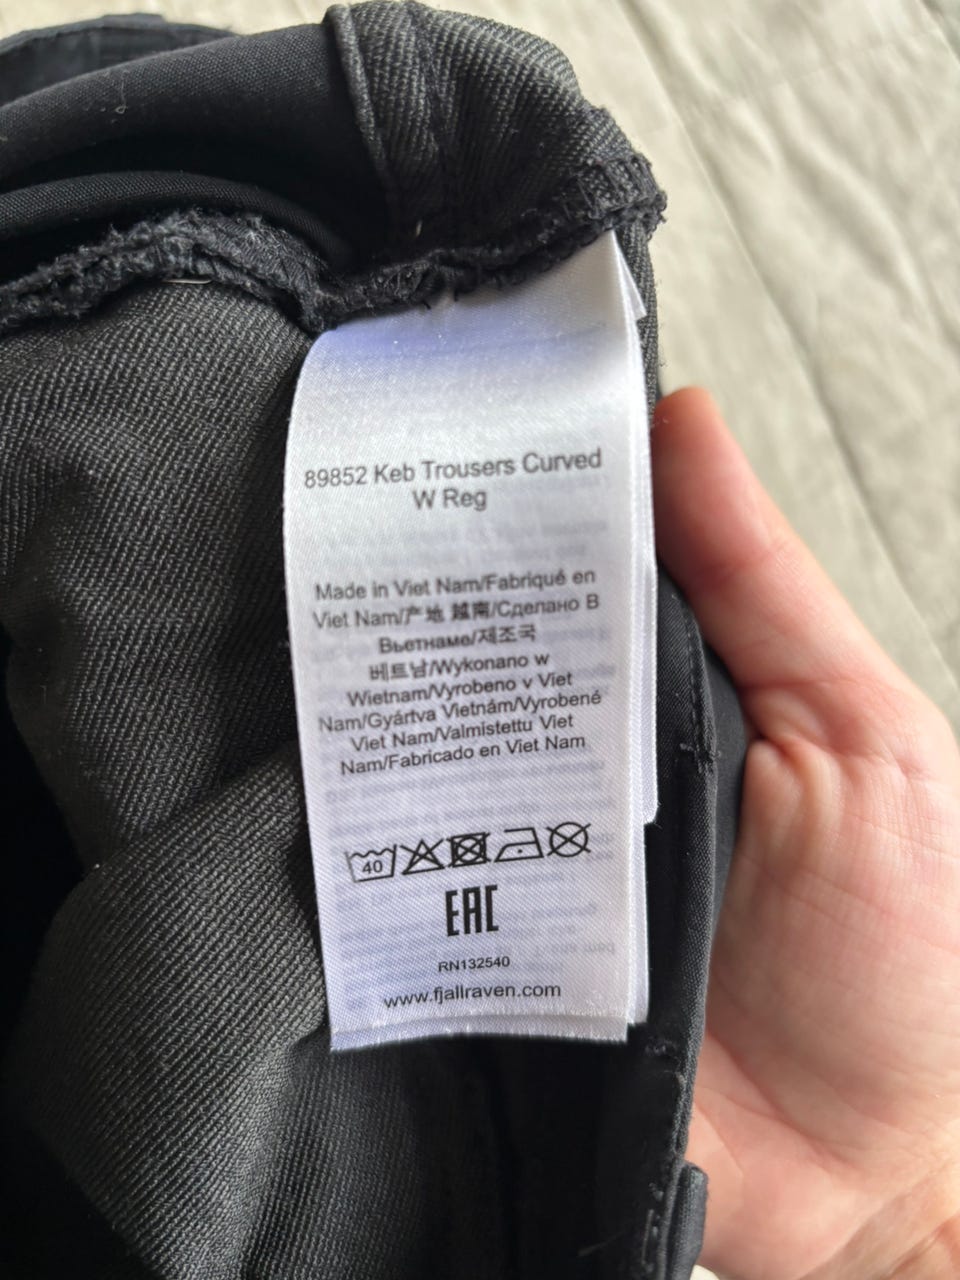 89852 Keb Trousers Curved
W Reg
Made in Viet Nam/Fabriqué en
Viet Nam/产地 越南/Сделано В
Вьетнаме/제조국
베트남/Wykonano w
Wietnam/Vyrobeno v Viet
Nam/Gyártva Vietnám/Vyrobené
Viet Nam/Valmistettu Viet
Nam/Fabricado en Viet Nam
40
EAC
RN132540
www.fjallraven.com